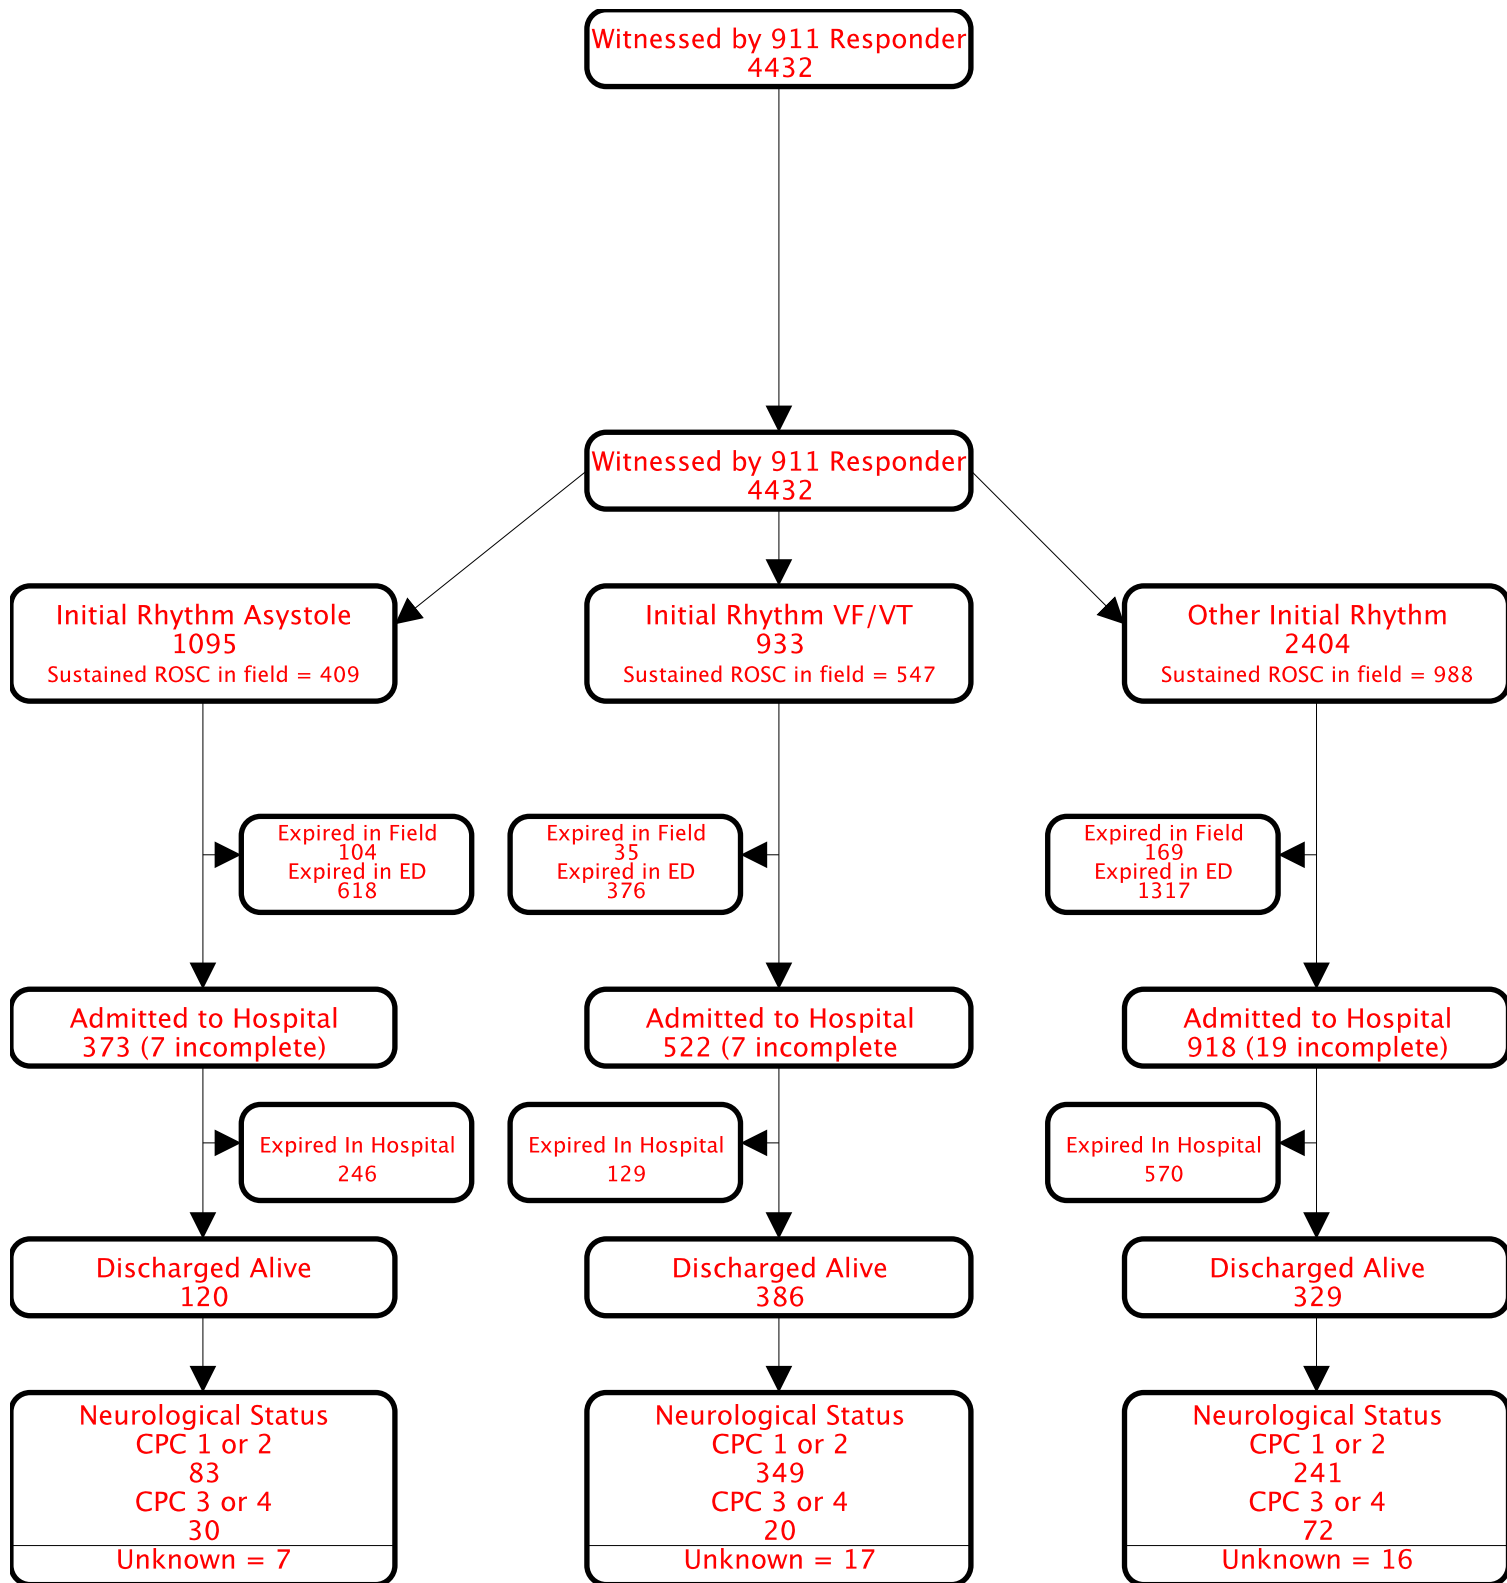 Witnessed by 911 Responder
4432
Witnessed by 911 Responder
4432
Initial Rhythm Asystole
1095
Sustained ROSC in field = 409
Initial Rhythm VF/VT
933
Sustained ROSC in field = 547
Other Initial Rhythm
2404
Sustained ROSC in field = 988
Expired in Field
104
Expired in ED
618
Expired in Field
35
Expired in ED
376
Expired in Field
169
Expired in ED
1317
Admitted to Hospital
373 (7 incomplete)
Admitted to Hospital
522 (7 incomplete
Admitted to Hospital
918 (19 incomplete)
Expired In Hospital
246
Expired In Hospital
129
Expired In Hospital
570
Discharged Alive
120
Discharged Alive
386
Discharged Alive
329
Neurological Status
CPC 1 or 2
83
CPC 3 or 4
30
Unknown = 7
Neurological Status
CPC 1 or 2
349
CPC 3 or 4
20
Unknown = 17
Neurological Status
CPC 1 or 2
241
CPC 3 or 4
72
Unknown = 16